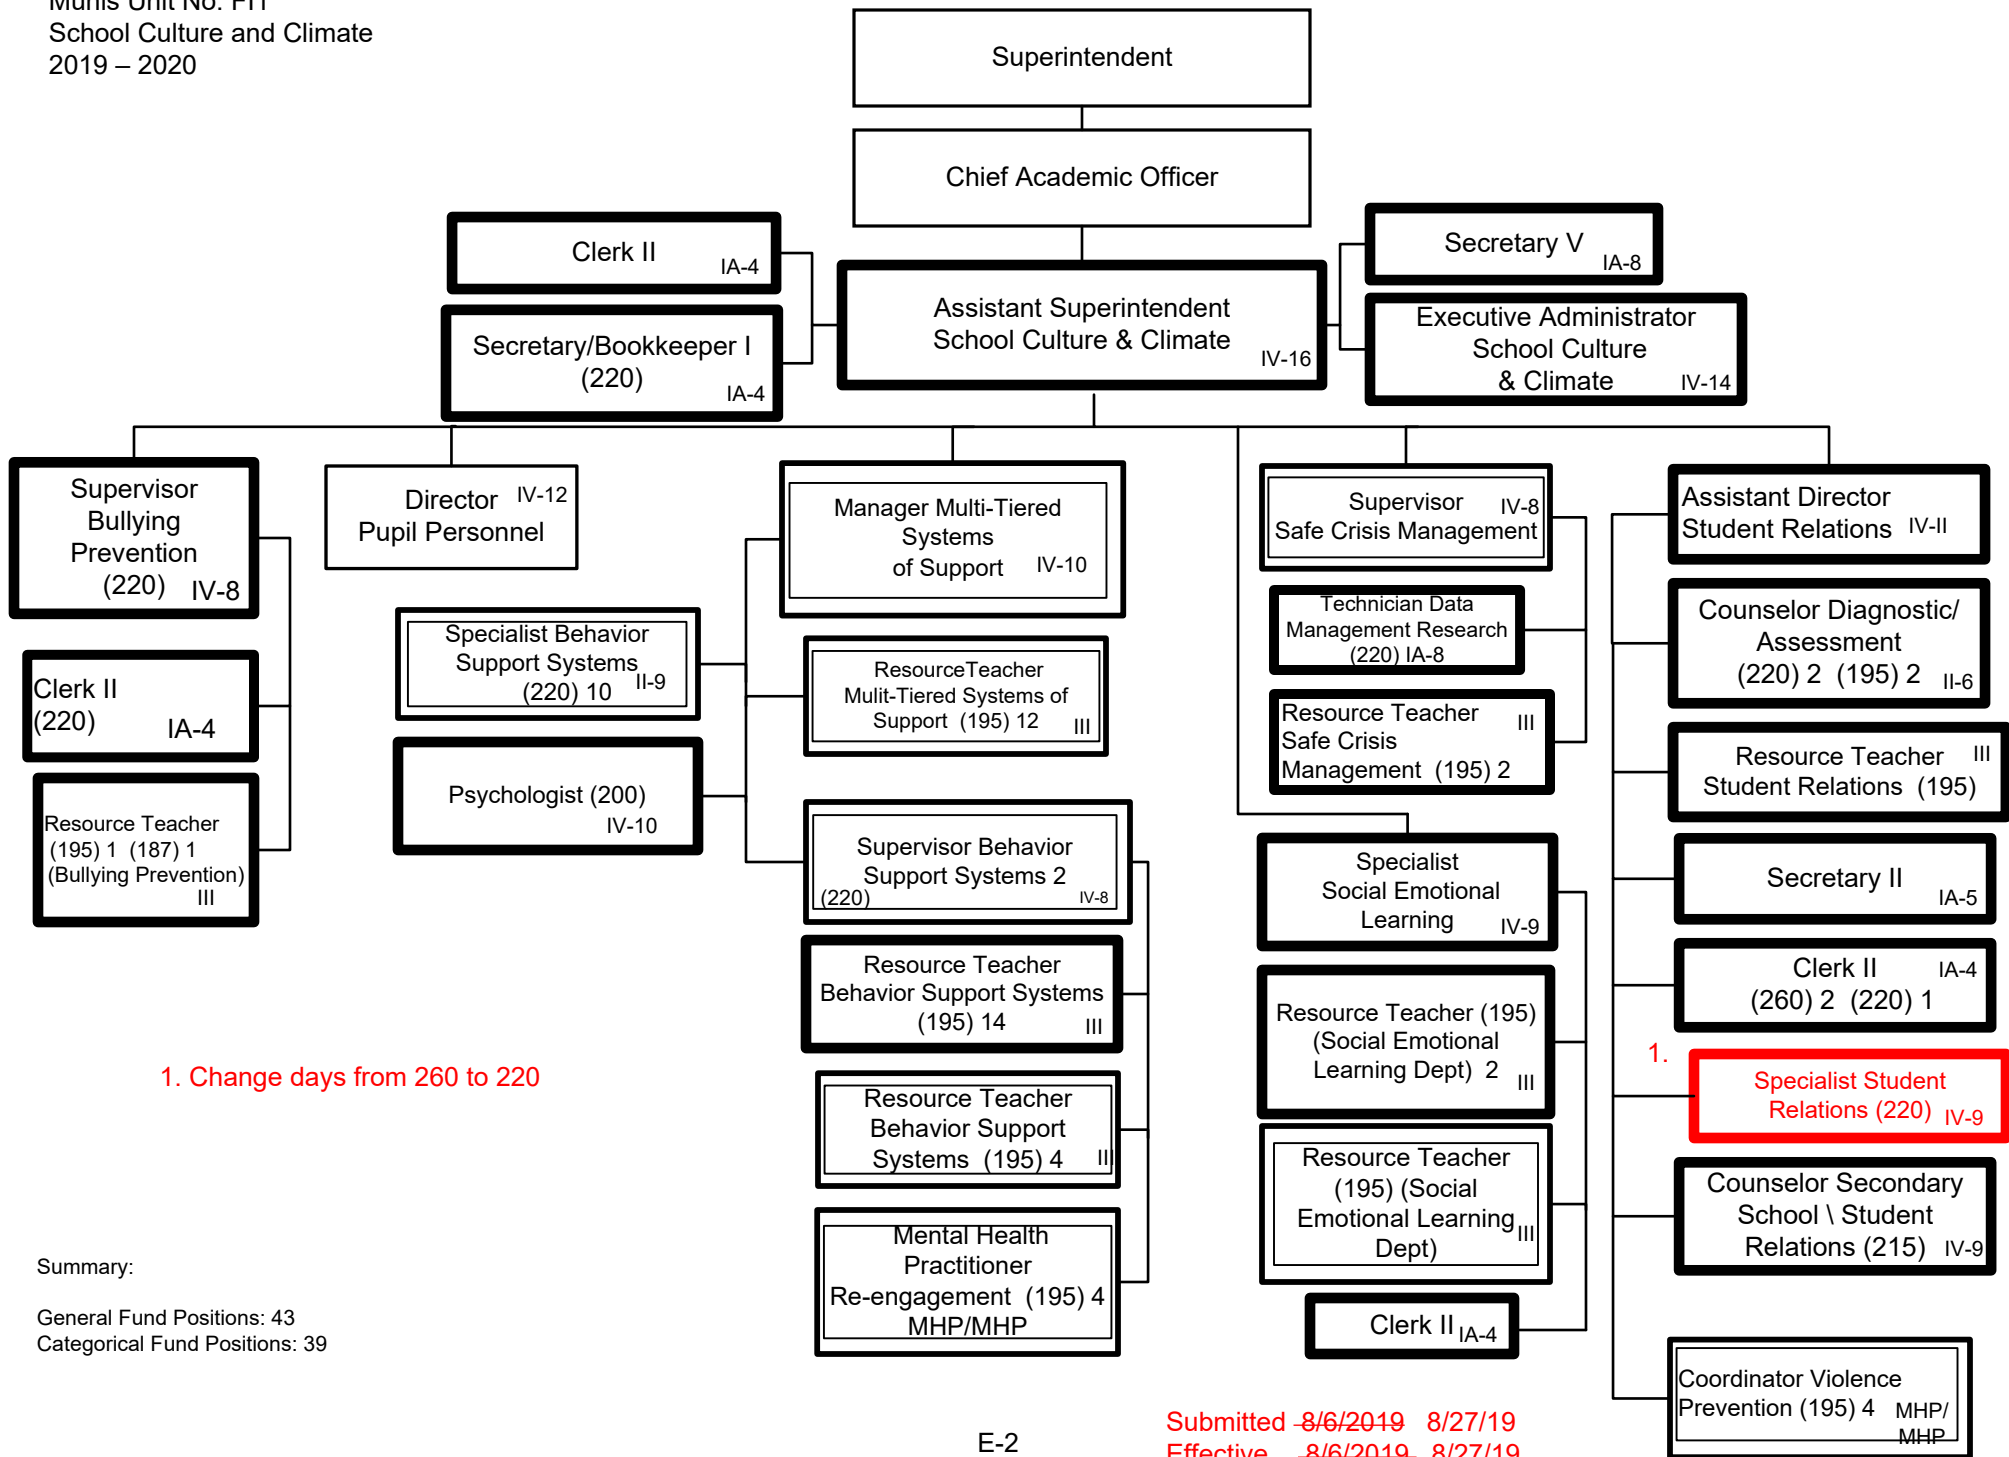 School Culture and Climate
2019 – 2020
Superintendent
Chief Academic Officer
Clerk II
IA-4
Secretary/Bookkeeper I
(220)
IA-4
Assistant Superintendent
School Culture & Climate
IV-16
Secretary V
IA-8
Executive Administrator
School Culture
& Climate IV-14
Supervisor
Bullying
Prevention
(220) IV-8
Clerk II
(220)
IA-4
Resource Teacher
(195) 1 (187) 1
(Bullying Prevention)
III
Director IV-12
Pupil Personnel
Manager Multi-Tiered
Systems
of Support IV-10
Specialist Behavior
Support Systems
(220) 10 II-9
Psychologist (200)
IV-10
ResourceTeacher
Mulit-Tiered Systems of
Support (195) 12 III
Supervisor Behavior
Support Systems 2
(220) IV-8
Resource Teacher
Behavior Support Systems
(195) 14 III
Resource Teacher
Behavior Support
Systems (195) 4 III
Mental Health
Practitioner
Re-engagement (195) 4
MHP/MHP
Supervisor IV-8
Safe Crisis Management
Technician Data
Management Research
(220) IA-8
Resource Teacher III
Safe Crisis
Management (195) 2
Specialist
Social Emotional
Learning IV-9
Resource Teacher (195)
(Social Emotional
Learning Dept) 2
III
Resource Teacher
(195) (Social
Emotional Learning
III
Dept)
Clerk II IA-4
Assistant Director
Student Relations IV-II
Counselor Diagnostic/
Assessment
(220) 2 (195) 2 II-6
Resource Teacher III
Student Relations (195)
Secretary II
IA-5
Clerk II IA-4
(260) 2 (220) 1
1.
Specialist Student
Relations (220) IV-9
Counselor Secondary
School \ Student
Relations (215) IV-9
Coordinator Violence
Prevention (195) 4 MHP/
MHP
1. Change days from 260 to 220
Summary:
General Fund Positions: 43
Categorical Fund Positions: 39
E-2
Submitted 8/6/2019 8/27/19
Effective 8/6/2019 8/27/19